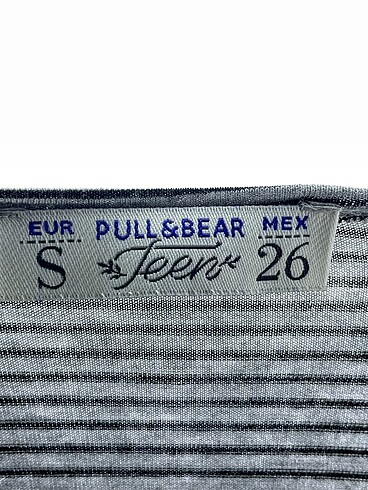 EUR PULL&BEAR MEX
S Teen 26